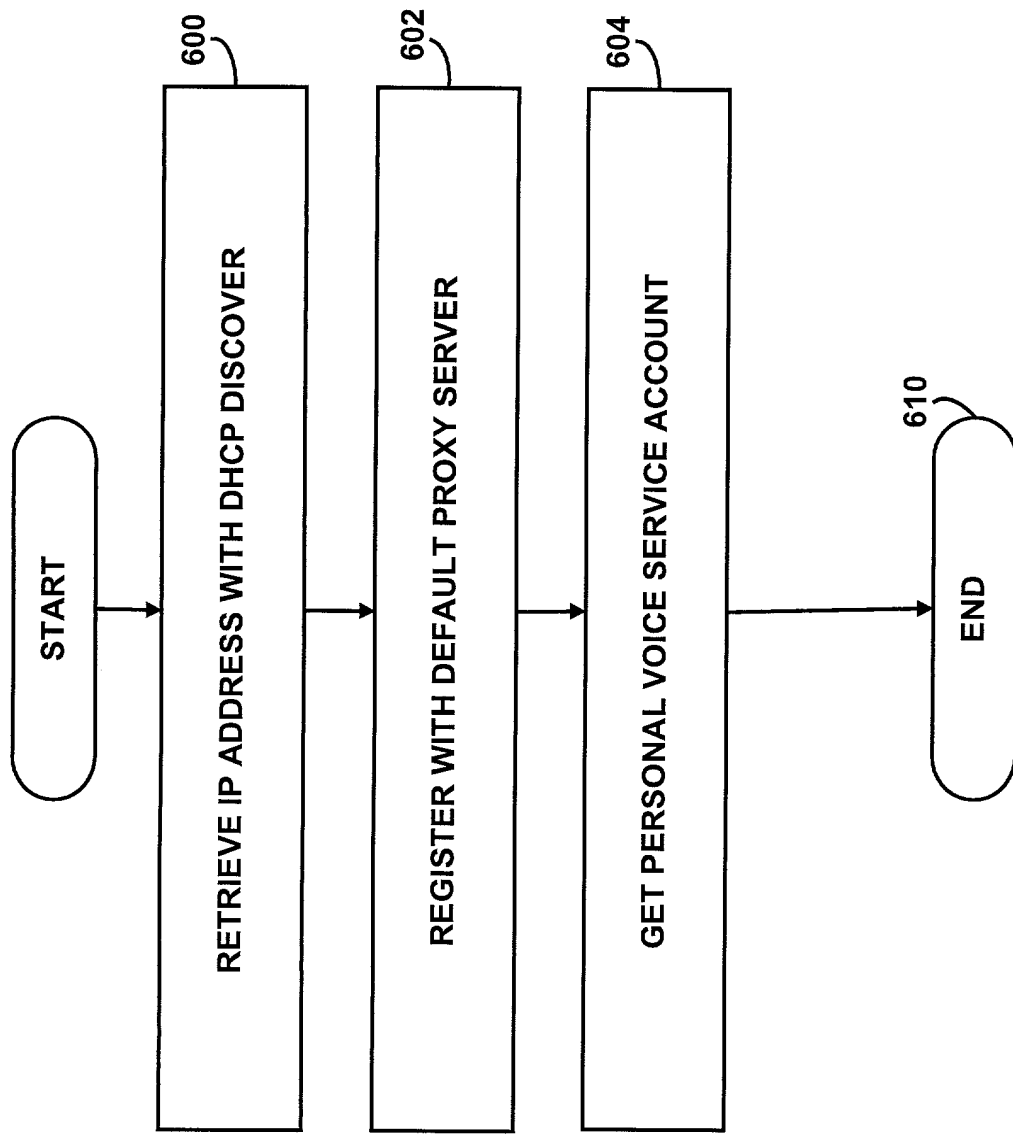 START
600
RETRIEVE IP ADDRESS WITH DHCP DISCOVER
602
REGISTER WITH DEFAULT PROXY SERVER
604
GET PERSONAL VOICE SERVICE ACCOUNT
610
END